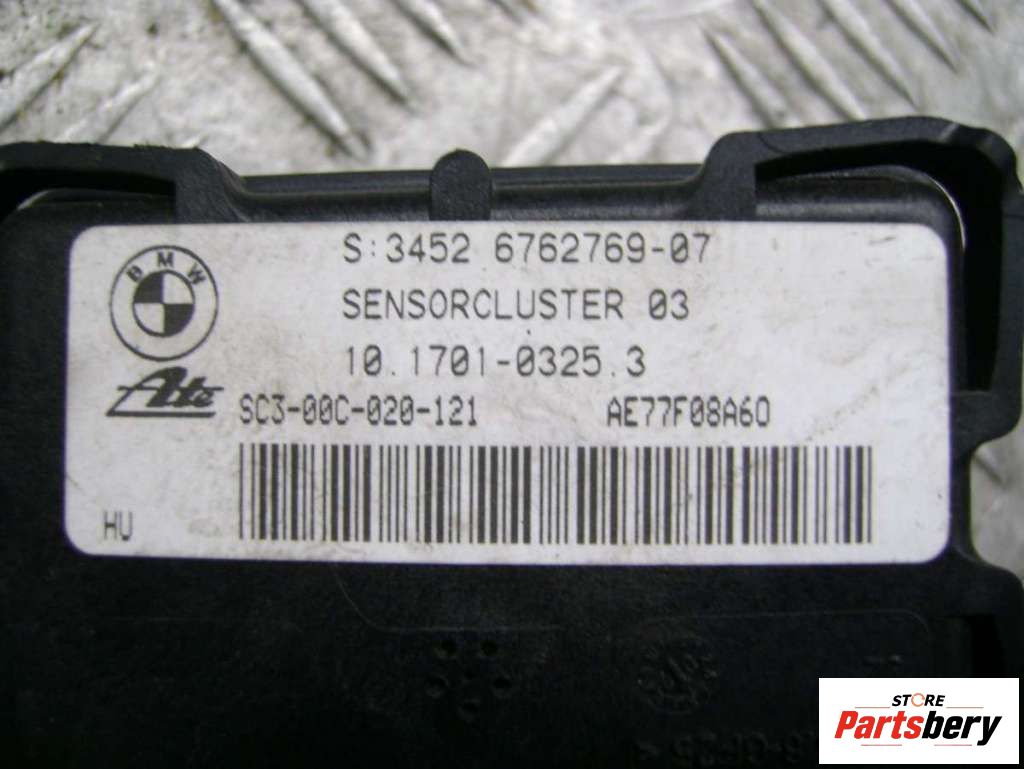 S:3452 6762769-07
BMW
SENSORCLUSTER 03
10.1701-0325.3
Ate
SC3-00C-020-121 AE77F08A60
HU
STORE
Partsbery